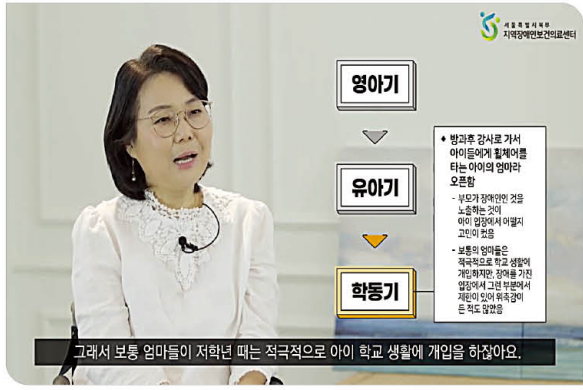 서울특별시북부
지역장애인보건의료센터
영아기
유아기
학동기
♦ 방과후 강사로 가서
아이들에게 휠체어를
타는 아이의 엄마라
오픈함
- 부모가 장애인인 것을
노출하는 것이
아이 입장에서 어떨지
고민이 컸음
- 보통의 엄마들은
적극적으로 학교 생활에
개입하지만, 장애를 가진
입장에서 그런 부분에서
제한이 있어 위축감이
든 적도 많았음
그래서 보통 엄마들이 저학년 때는 적극적으로 아이 학교 생활에 개입을 하잖아요.